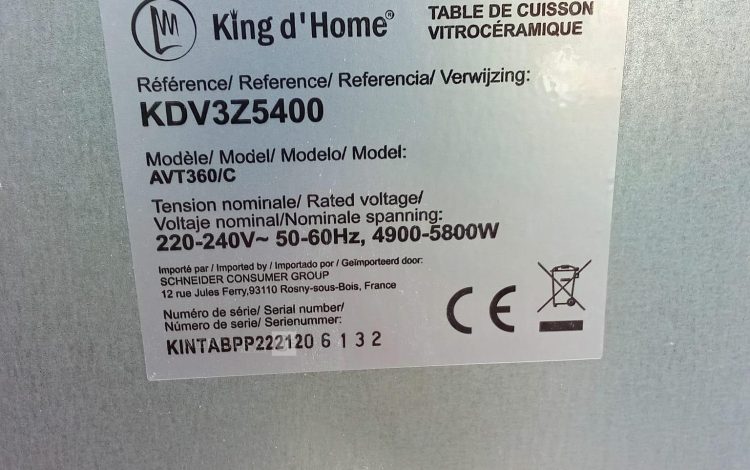 King d'Home®
TABLE DE CUISSON
VITROCÉRAMIQUE
Référence/ Reference/ Referencia/ Verwijzing:
KDV3Z5400
Modèle/ Model/ Modelo/ Model:
AVT360/C
Tension nominale/ Rated voltage/
Voltaje nominal/Nominale spanning:
220-240V~ 50-60Hz, 4900-5800W
Importé par / Imported by / Importado por / Geïmporteerd door:
SCHNEIDER CONSUMER GROUP
12 rue Jules Ferry,93110 Rosny-sous-Bois, France
Numéro de série/ Serial number/
Número de serie/ Serienummer:
KINTABPP222120 6 1 3 2
CE